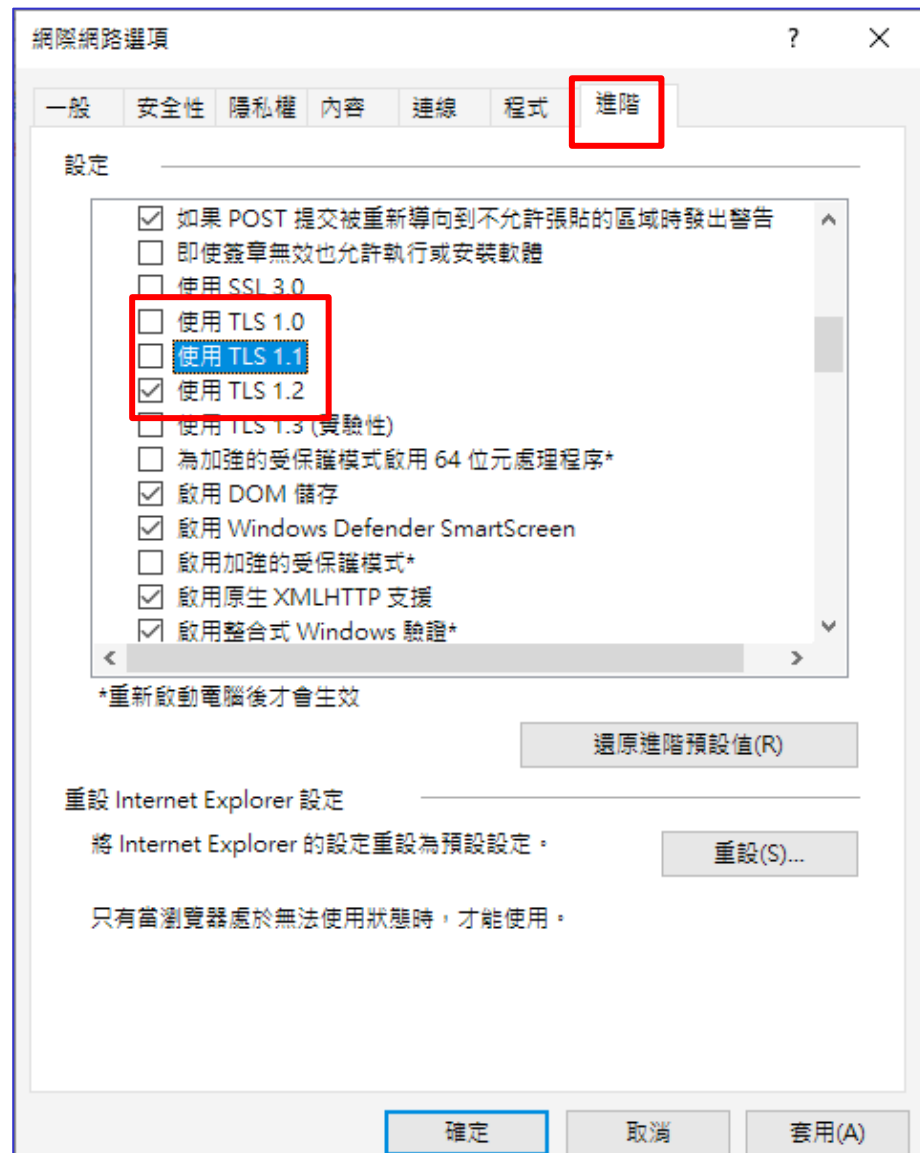 網際網路選項 ?
一般 安全性 隱私權 內容 連線 程式 進階
設定
如果 POST 提交被重新導向到不允許張貼的區域時發出警告
即使簽章無效也允許執行或安裝軟體
使用 SSL 3.0
使用 TLS 1.0
使用 TLS 1.1
使用 TLS 1.2
使用 TLS 1.3 (實驗性)
為加強的受保護模式啟用 64 位元處理程序*
啟用 DOM 儲存
啟用 Windows Defender SmartScreen
啟用加強的受保護模式*
啟用原生 XMLHTTP 支援
啟用整合式 Windows 驗證*
*重新啟動電腦後才會生效
還原進階預設值(R)
重設 Internet Explorer 設定
將 Internet Explorer 的設定重設為預設設定。
重設(S)...
只有當瀏覽器處於無法使用狀態時，才能使用。
確定 取消 套用(A)